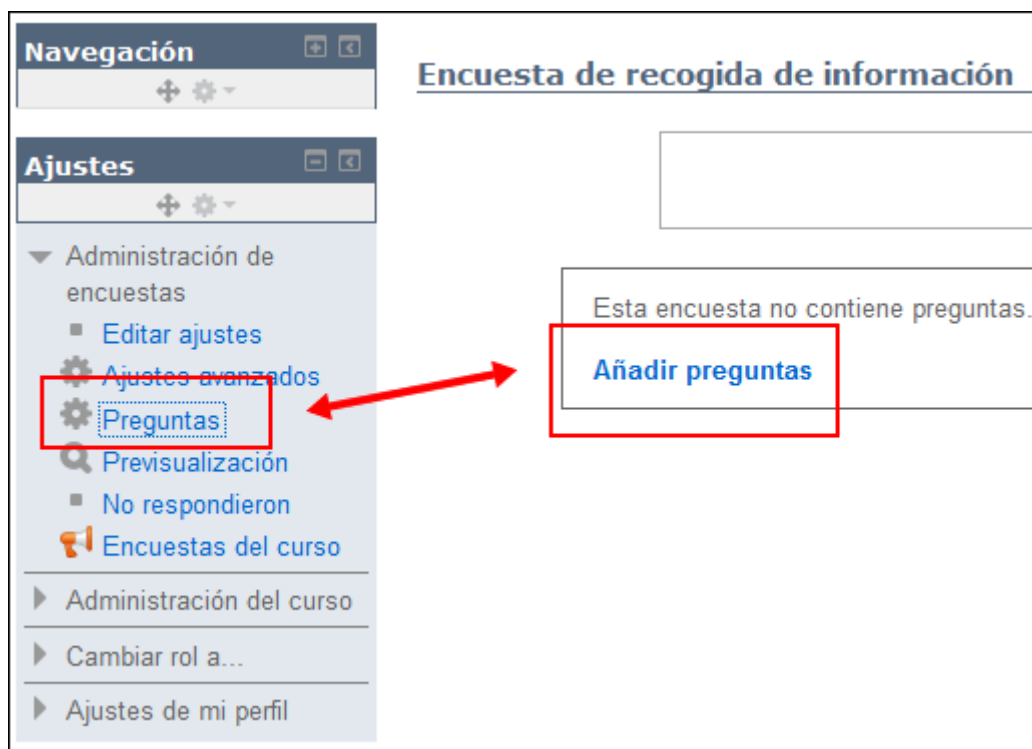 Navegación
Ajustes
Administración de
encuestas
Editar ajustes
Ajustes avanzados
Preguntas
Previsualización
No respondieron
Encuestas del curso
Administración del curso
Cambiar rol a...
Ajustes de mi perfil
Encuesta de recogida de información
Esta encuesta no contiene preguntas.
Añadir preguntas